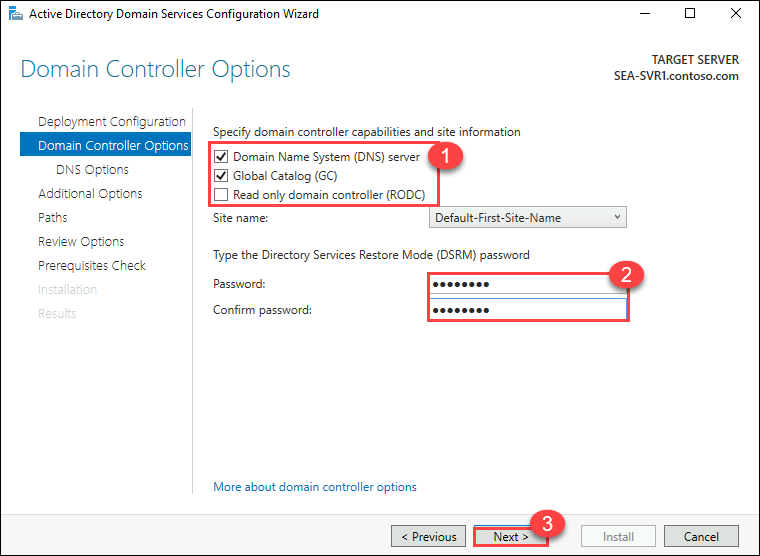 Active Directory Domain Services Configuration Wizard
Domain Controller Options
TARGET SERVER
SEA-SVR1.contoso.com
Deployment Configuration
Domain Controller Options
DNS Options
Additional Options
Paths
Review Options
Prerequisites Check
Installation
Results
Specify domain controller capabilities and site information
Domain Name System (DNS) server
1
Global Catalog (GC)
Read only domain controller (RODC)
Site name: Default-First-Site-Name
Type the Directory Services Restore Mode (DSRM) password
2
Password: ●●●●●●●●
Confirm password: ●●●●●●●●
More about domain controller options
3
< Previous Next > Install Cancel